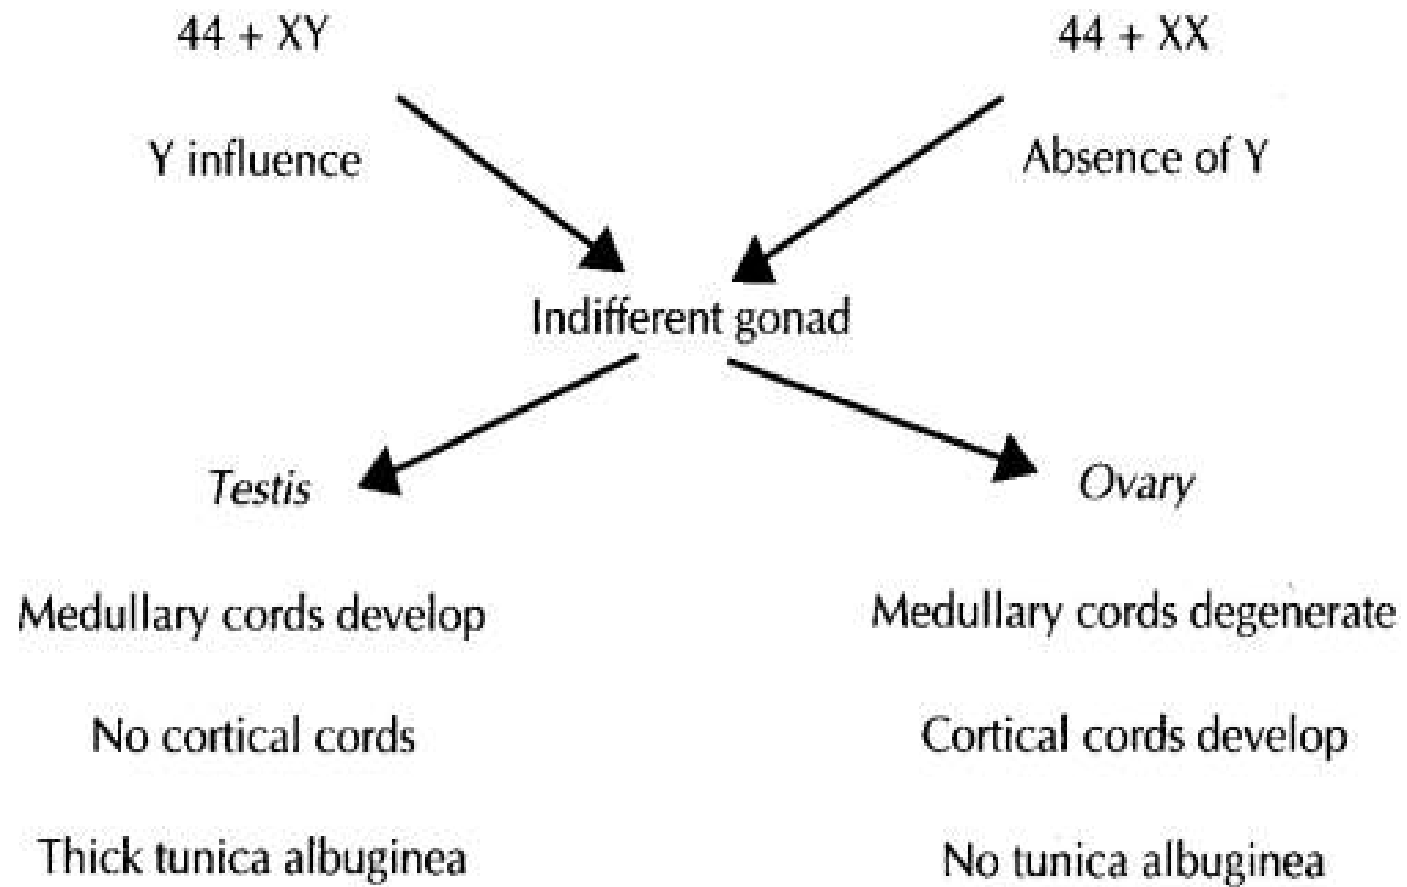 44 + XY
44 + XX
Y influence
Absence of Y
Indifferent gonad
Testis
Ovary
Medullary cords develop
Medullary cords degenerate
No cortical cords
Cortical cords develop
Thick tunica albuginea
No tunica albuginea